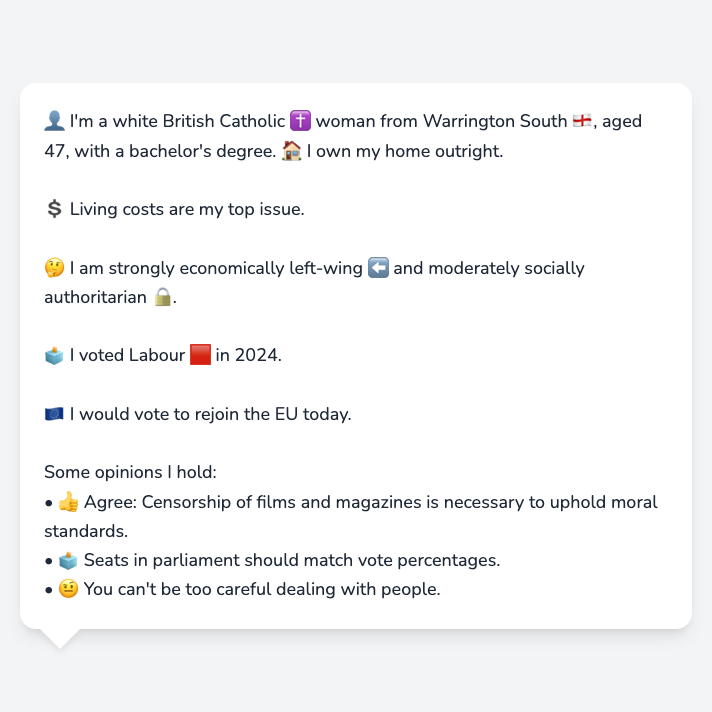 👤 I'm a white British Catholic ✝️ woman from Warrington South 🏴󠁧󠁢󠁥󠁮󠁧󠁿, aged
47, with a bachelor's degree. 🏠 I own my home outright.
💲 Living costs are my top issue.
🤔 I am strongly economically left-wing ⬅️ and moderately socially
authoritarian 🔒.
🗳️ I voted Labour 🟥 in 2024.
🇪🇺 I would vote to rejoin the EU today.
Some opinions I hold:
• 👍 Agree: Censorship of films and magazines is necessary to uphold moral
standards.
• 🗳️ Seats in parliament should match vote percentages.
• 🤨 You can't be too careful dealing with people.